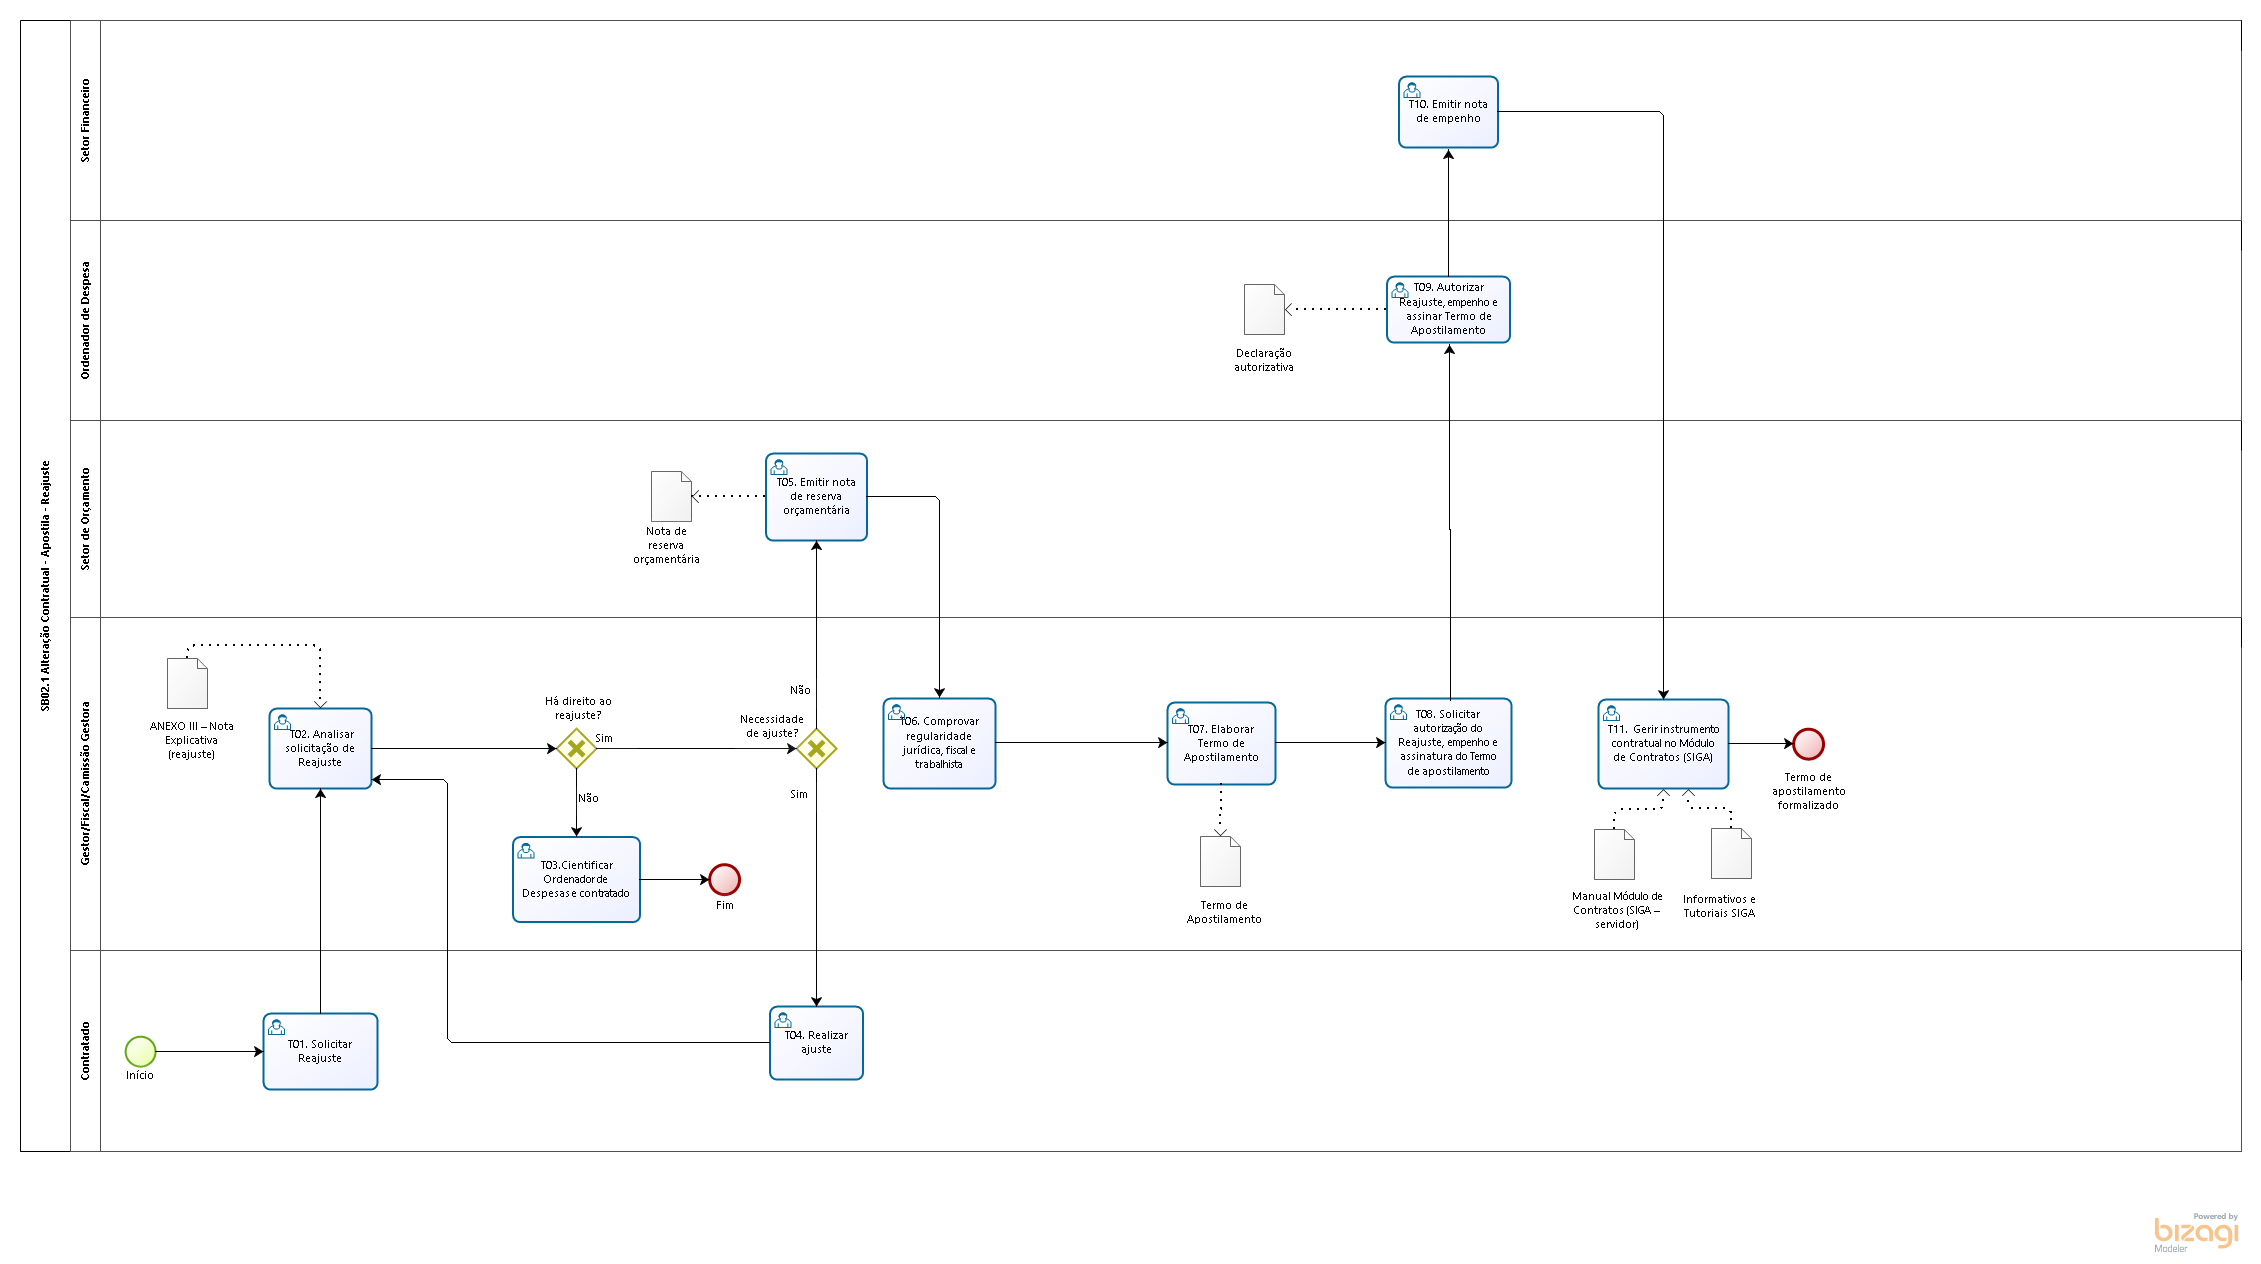 SB02.1 Alteração Contratual - Apostila - Reajuste
Setor Financeiro
T10. Emitir nota
de empenho
Ordenador de Despesa
T09. Autorizar
Reajuste, empenho e
assinar Termo de
Apostilamento
Declaração
autorizativa
Setor de Orçamento
T05. Emitir nota
de reserva
orçamentária
Nota de
reserva
orçamentária
Gestor/Fiscal/Camissão Gestora
ANEXO III – Nota
Explicativa
(reajuste)
T02. Analisar
solicitação de
Reajuste
Há direito ao
reajuste?
Sim
Não
T03.Cientificar
Ordenador de
Despesas e contratado
Fim
Necessidade
de ajuste?
Não
Sim
T06. Comprovar
regularidade
jurídica, fiscal e
trabalhista
T07. Elaborar
Termo de
Apostilamento
Termo de
Apostilamento
T08. Solicitar
autorização do
Reajuste, empenho e
assinatura do Termo
de apostilamento
T11. Gerir instrumento
contratual no Módulo
de Contratos (SIGA)
Termo de
apostilamento
formalizado
Manual Módulo de
Contratos (SIGA –
servidor)
Informativos e
Tutoriais SIGA
Contratado
Início
T01. Solicitar
Reajuste
T04. Realizar
ajuste
Powered by
bizagi
Modeler